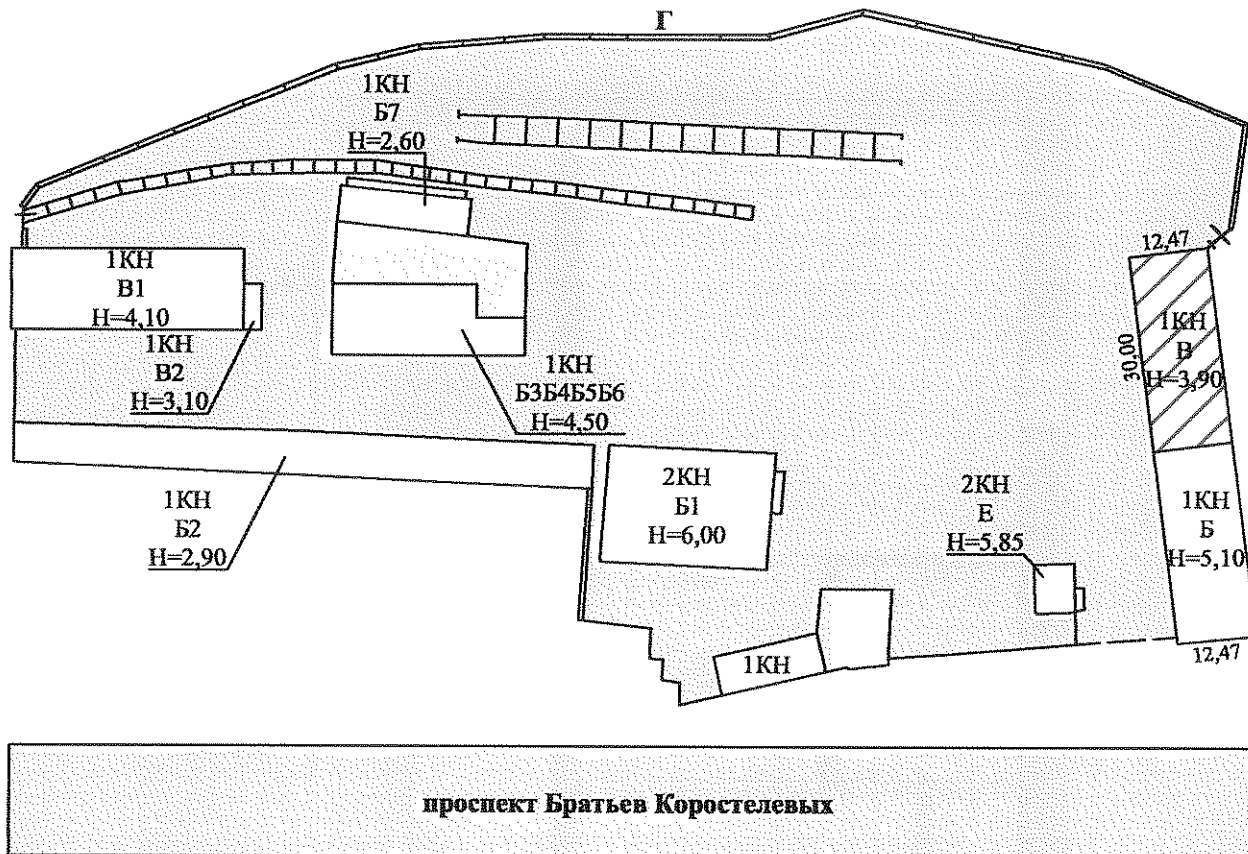 Г
1КН
Б7
Н=2,60
12,47
1КН
В1
Н=4,10
1КН
В
Н=3,90
30,00
1КН
В2
Н=3,10
1КН
Б3Б4Б5Б6
Н=4,50
2КН
Б1
Н=6,00
2КН
Е
Н=5,85
1КН
Б
Н=5,10
1КН
Б2
Н=2,90
1КН
12,47
проспект Братьев Коростелевых